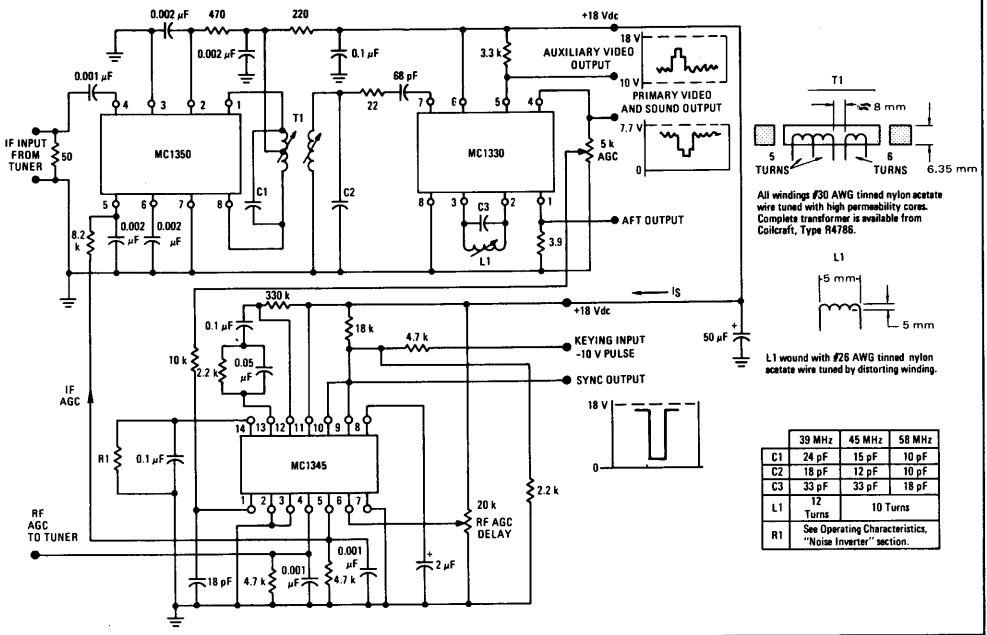 0.002 µF
470
220
+18 Vdc
0.002
µF
0.1 µF
3.3 k
AUXILIARY VIDEO
OUTPUT
18 V
10 V
0.001 µF
4
3
2
1
T1
68 pF
22
7
6
5
4
PRIMARY VIDEO
AND SOUND OUTPUT
7.7 V
0
T1
≈ 8 mm
5
TURNS
6
TURNS
6.35 mm
IF INPUT
FROM
TUNER
50
MC1350
C1
C2
MC1330
5 k
AGC
All windings #30 AWG tinned nylon acetate
wire tuned with high permeability cores.
Complete transformer is available from
Coilcraft, Type R4786.
5
6
7
8
8
3
2
1
C3
L1
AFT OUTPUT
3.9
8.2
k
0.002
µF
0.002
µF
L1
5 mm
5 mm
L1 wound with #26 AWG tinned nylon
acetate wire tuned by distorting winding.
330 k
IS
+18 Vdc
0.1 µF
18 k
4.7 k
KEYING INPUT
-10 V PULSE
50 µF
+
10 k
2.2 k
0.05
µF
SYNC OUTPUT
IF
AGC
18 V
0
14
13
12
11
10
9
8
R1
0.1 µF
MC1345
1
2
3
4
5
6
7
2.2 k
20 k
RF AGC
DELAY
RF
AGC
TO TUNER
18 pF
4.7 k
0.001
µF
4.7 k
0.001
µF
+
2 µF
39 MHz 45 MHz 58 MHz
C1 24 pF 15 pF 10 pF
C2 18 pF 12 pF 10 pF
C3 33 pF 33 pF 18 pF
L1 12 Turns 10 Turns
R1 See Operating Characteristics,
"Noise Inverter" section.